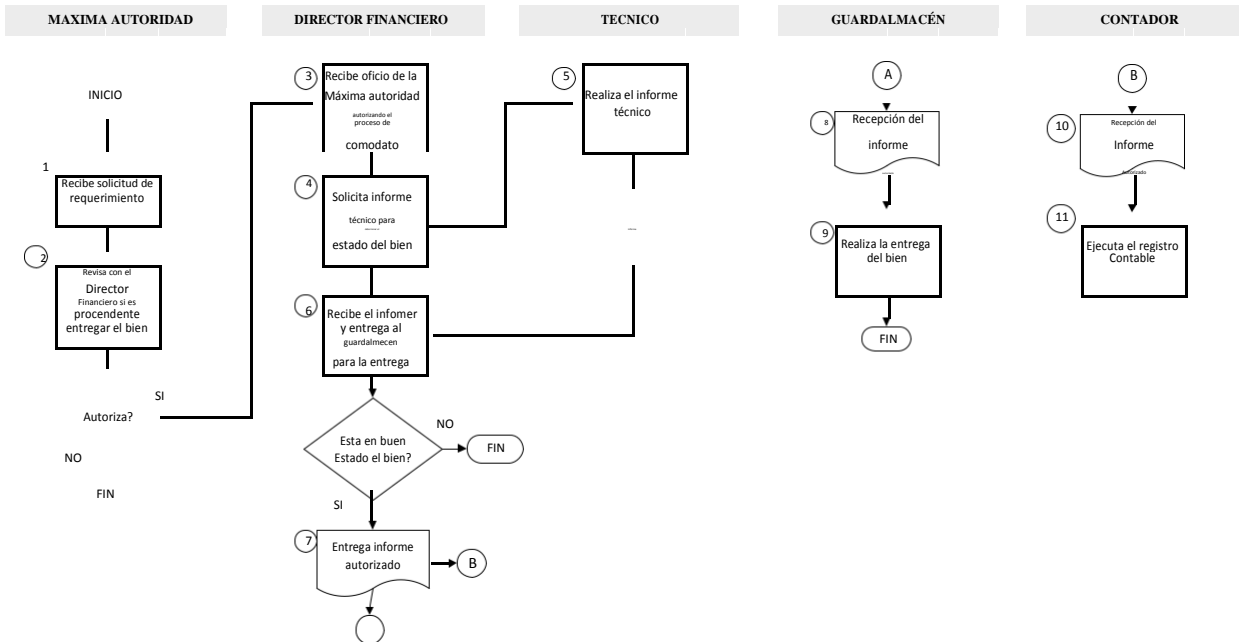 MAXIMA AUTORIDAD
INICIO
1
Recibe solicitud de
requerimiento
2
Revisa con el
Director
Financiero si es
procendente
entregar el bien
SI
Autoriza?
NO
FIN
DIRECTOR FINANCIERO
3
Recibe oficio de la
Máxima autoridad
autorizando el
proceso de
comodato
4
Solicita informe
técnico para
estado del bien
6
Recibe el infomer
y entrega al
guardalmecen
para la entrega
Esta en buen
Estado el bien?
NO
FIN
SI
7
Entrega informe
autorizado
B
TECNICO
5
Realiza el informe
técnico
GUARDALMACÉN
A
8
Recepción del
informe
9
Realiza la entrega
del bien
FIN
CONTADOR
B
10
Recepción del
Informe
Autorizado
11
Ejecuta el registro
Contable